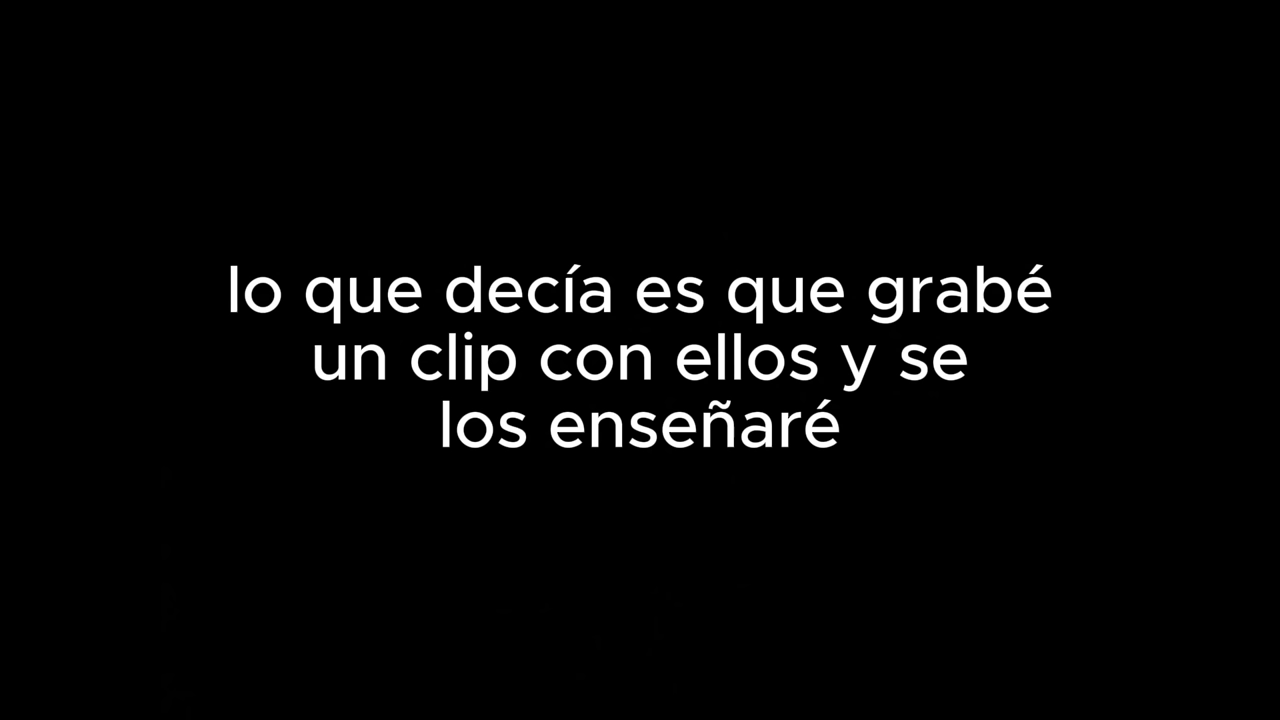 lo que decía es que grabé
un clip con ellos y se
los enseñaré